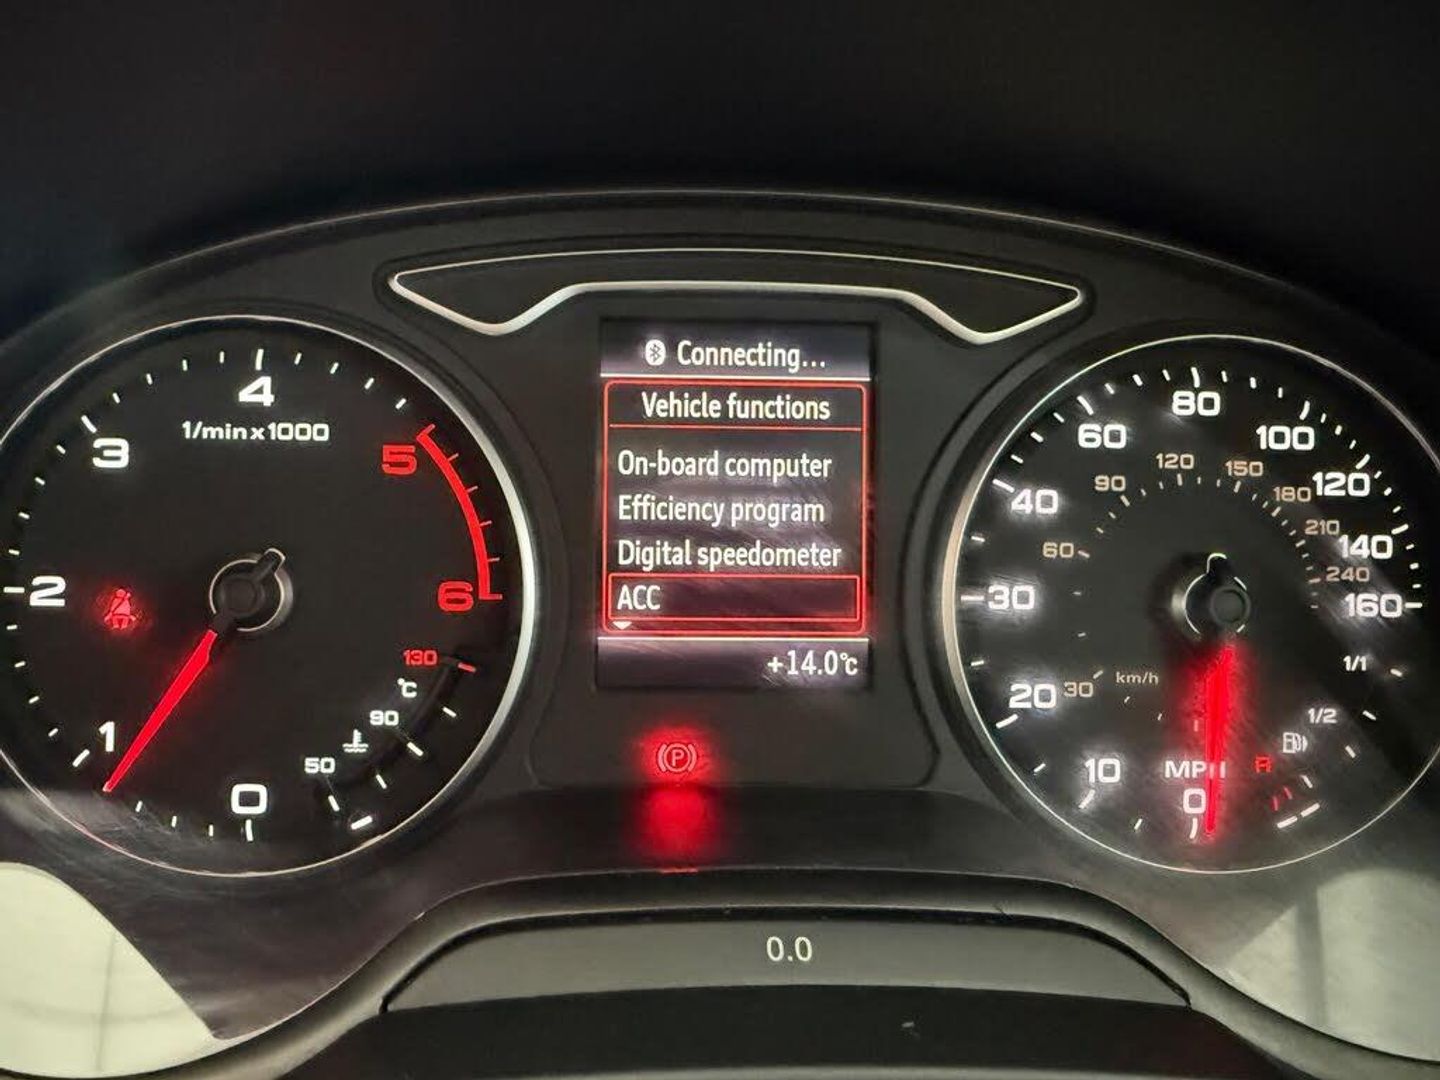 Connecting...
Vehicle functions
On-board computer
Efficiency program
Digital speedometer
ACC
+14.0°C
1/min x 1000
0
1
2
3
4
5
6
50
90
130
°C
MPH
0
10
20
30
40
60
80
100
120
140
160
km/h
30
60
90
120
150
180
210
240
1/1
1/2
R
P
0.0